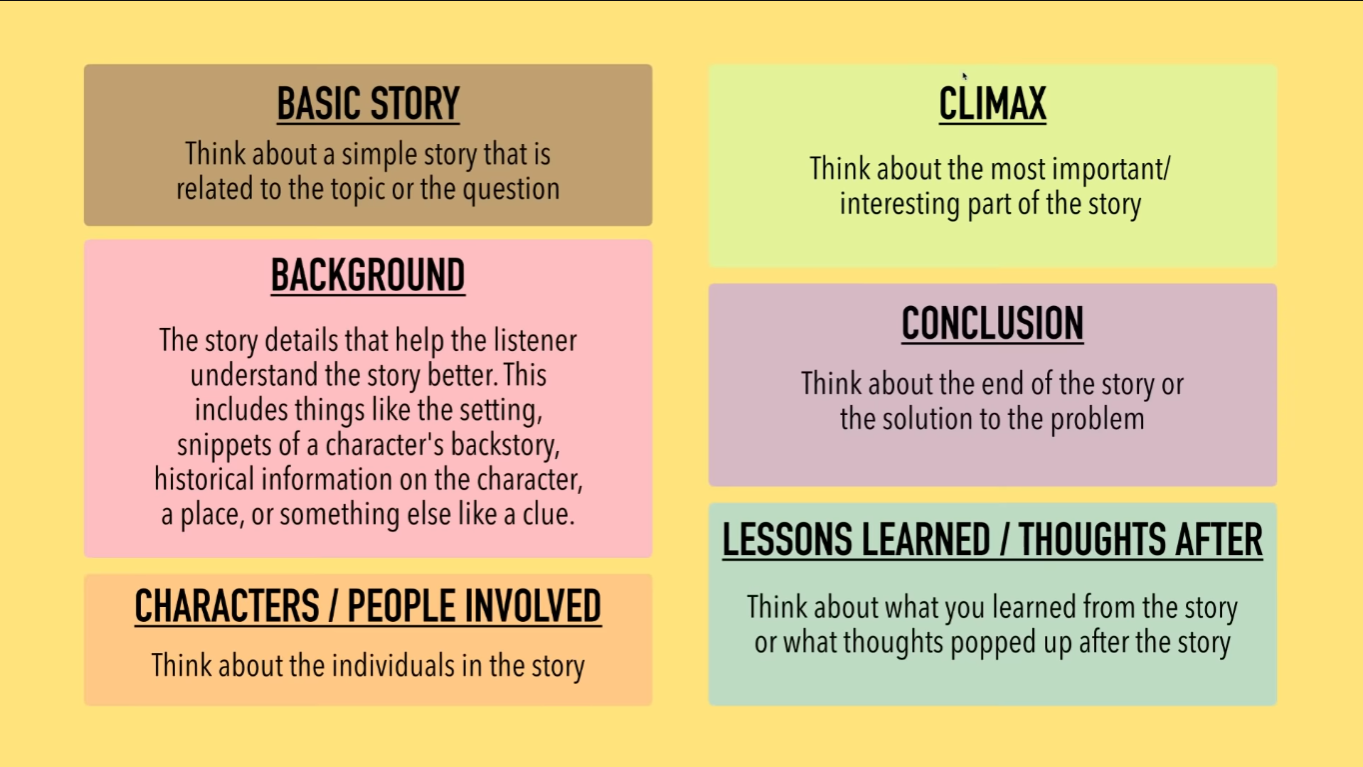 BASIC STORY
Think about a simple story that is
related to the topic or the question
BACKGROUND
The story details that help the listener
understand the story better. This
includes things like the setting,
snippets of a character's backstory,
historical information on the character,
a place, or something else like a clue.
CHARACTERS / PEOPLE INVOLVED
Think about the individuals in the story
CLIMAX
Think about the most important/
interesting part of the story
CONCLUSION
Think about the end of the story or
the solution to the problem
LESSONS LEARNED / THOUGHTS AFTER
Think about what you learned from the story
or what thoughts popped up after the story